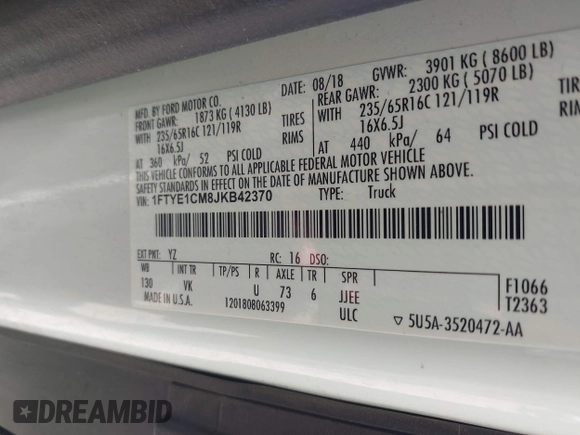 MFD. BY FORD MOTOR CO.
DATE: 08/18 GVWR: 3901 KG ( 8600 LB)
FRONT GAWR: 1873 KG ( 4130 LB) REAR GAWR: 2300 KG ( 5070 LB)
WITH 235/65R16C 121/119R TIRES WITH 235/65R16C 121/119R TIRES
16X6.5J RIMS 16X6.5J RIMS
AT 360 kPa/ 52 PSI COLD AT 440 kPa/ 64 PSI COLD
THIS VEHICLE CONFORMS TO ALL APPLICABLE FEDERAL MOTOR VEHICLE
SAFETY STANDARDS IN EFFECT ON THE DATE OF MANUFACTURE SHOWN ABOVE.
VIN: 1FTYE1CM8JKB42370 TYPE: Truck
EXT PNT: YZ RC: 16 DSO:
WB INT TR TP/PS R AXLE TR SPR
130 VK U 73 6 JJEE F1066
MADE IN U.S.A. 1201808063399 ULC T2363
▽ 5U5A-3520472-AA
DREAMBID